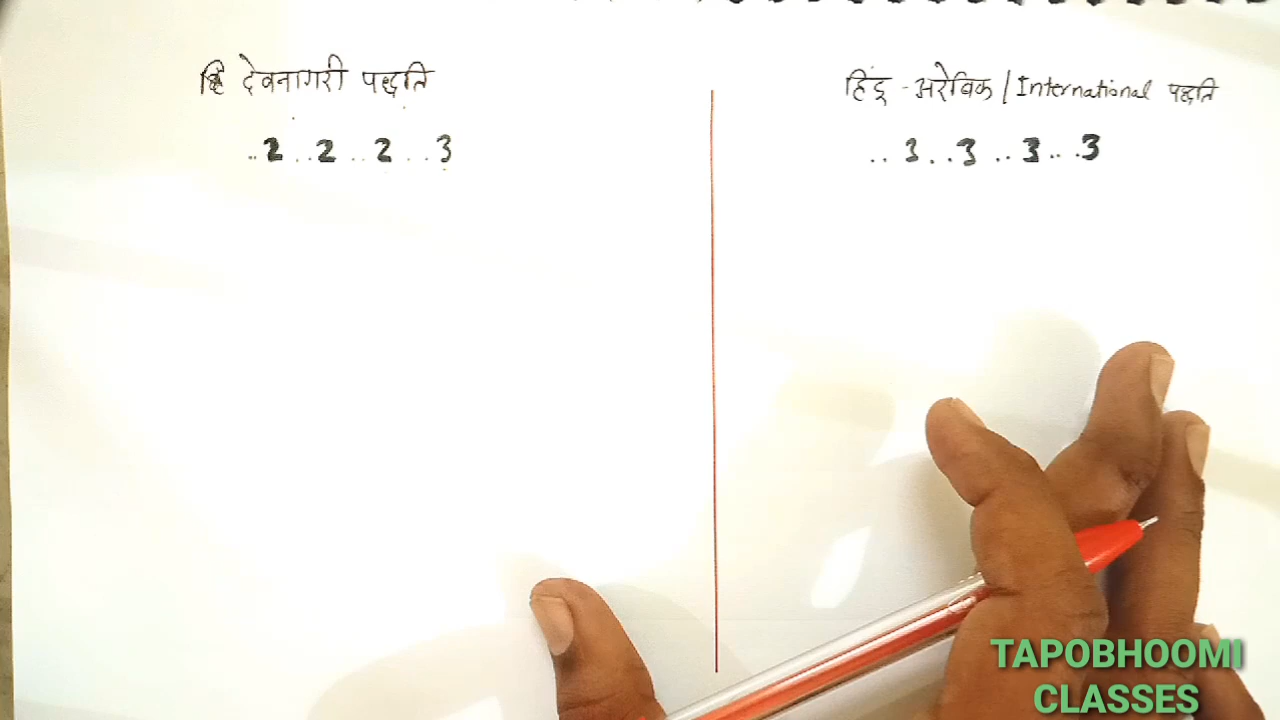 देवनागरी पद्धति
.. 2 .. 2 .. 2 .. 3
हिंदू - अरेबिक / International पद्धति
.. 3 .. 3 .. 3 .. 3
TAPOBHOOMI
CLASSES